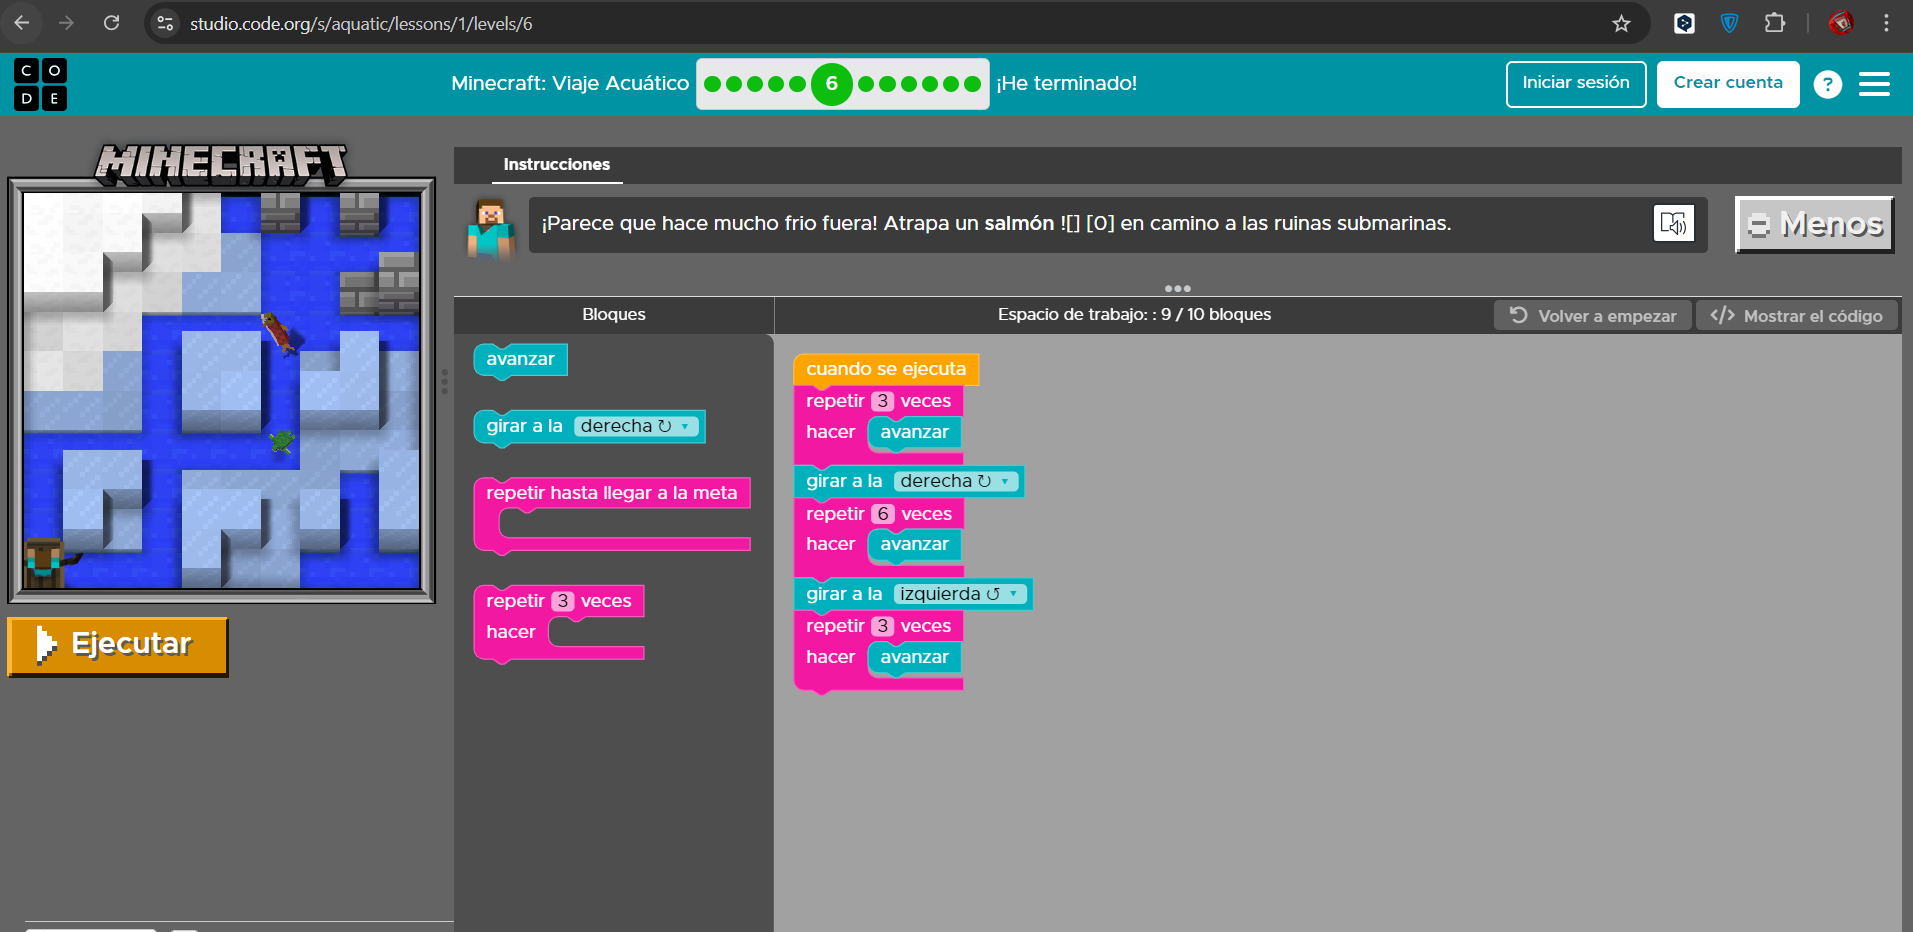 studio.code.org/s/aquatic/lessons/1/levels/6
C O
D E
Minecraft: Viaje Acuático
6
¡He terminado!
Iniciar sesión
Crear cuenta
?
MINECRAFT
Instrucciones
¡Parece que hace mucho frio fuera! Atrapa un salmón ![] [0] en camino a las ruinas submarinas.
Menos
Bloques
Espacio de trabajo: : 9 / 10 bloques
Volver a empezar
</> Mostrar el código
avanzar
girar a la derecha ↻
repetir hasta llegar a la meta
repetir 3 veces
hacer
cuando se ejecuta
repetir 3 veces
hacer avanzar
girar a la derecha ↻
repetir 6 veces
hacer avanzar
girar a la izquierda ↺
repetir 3 veces
hacer avanzar
Ejecutar